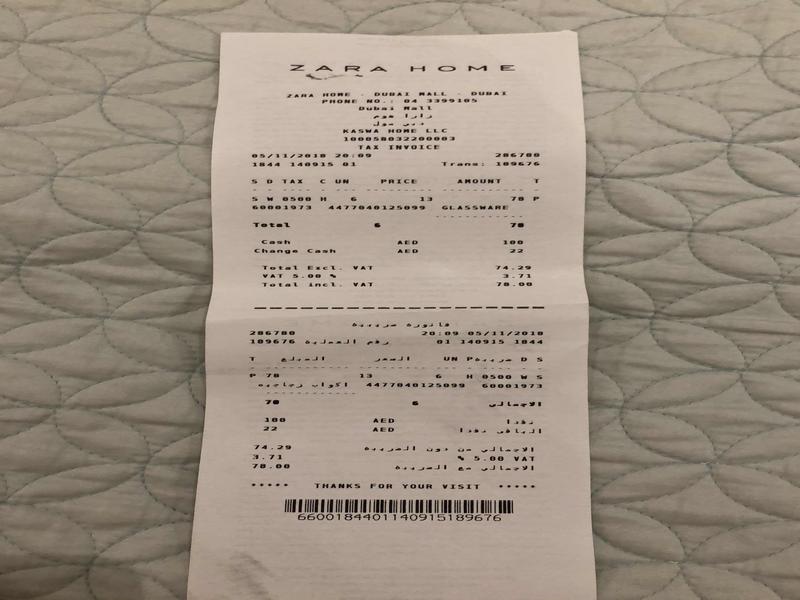 ZARA HOME
ZARA HOME - DUBAI MALL - DUBAI
PHONE NO.: 04 3399105
Dubai Mall
زارا هوم
دبي مول
KASWA HOME LLC
100058032200003
TAX INVOICE
05/11/2018 20:09 286780
1844 140915 01 Trans: 189676
S D TAX C UN PRICE AMOUNT T
S W 0500 H 6 13 78 P
60001973 4477040125099 GLASSWARE
Total 6 78
Cash AED 100
Change Cash AED 22
Total Excl. VAT 74.29
VAT 5.00 % 3.71
Total incl. VAT 78.00
فاتورة ضريبية
286780 20:09 05/11/2018
189676 رقم العملية 01 140915 1844
T المبلغ السعر UN ضريبة D S
P 78 13 6 H 0500 W S
اكواب زجاجيه 4477040125099 60001973
78 6 الاجمالي
100 AED نقدا
22 AED الباقي نقدا
74.29 الاجمالي من دون الضريبة
3.71 % 5.00 VAT
78.00 الاجمالي مع الضريبة
***** THANKS FOR YOUR VISIT *****
66001844011409151​89676